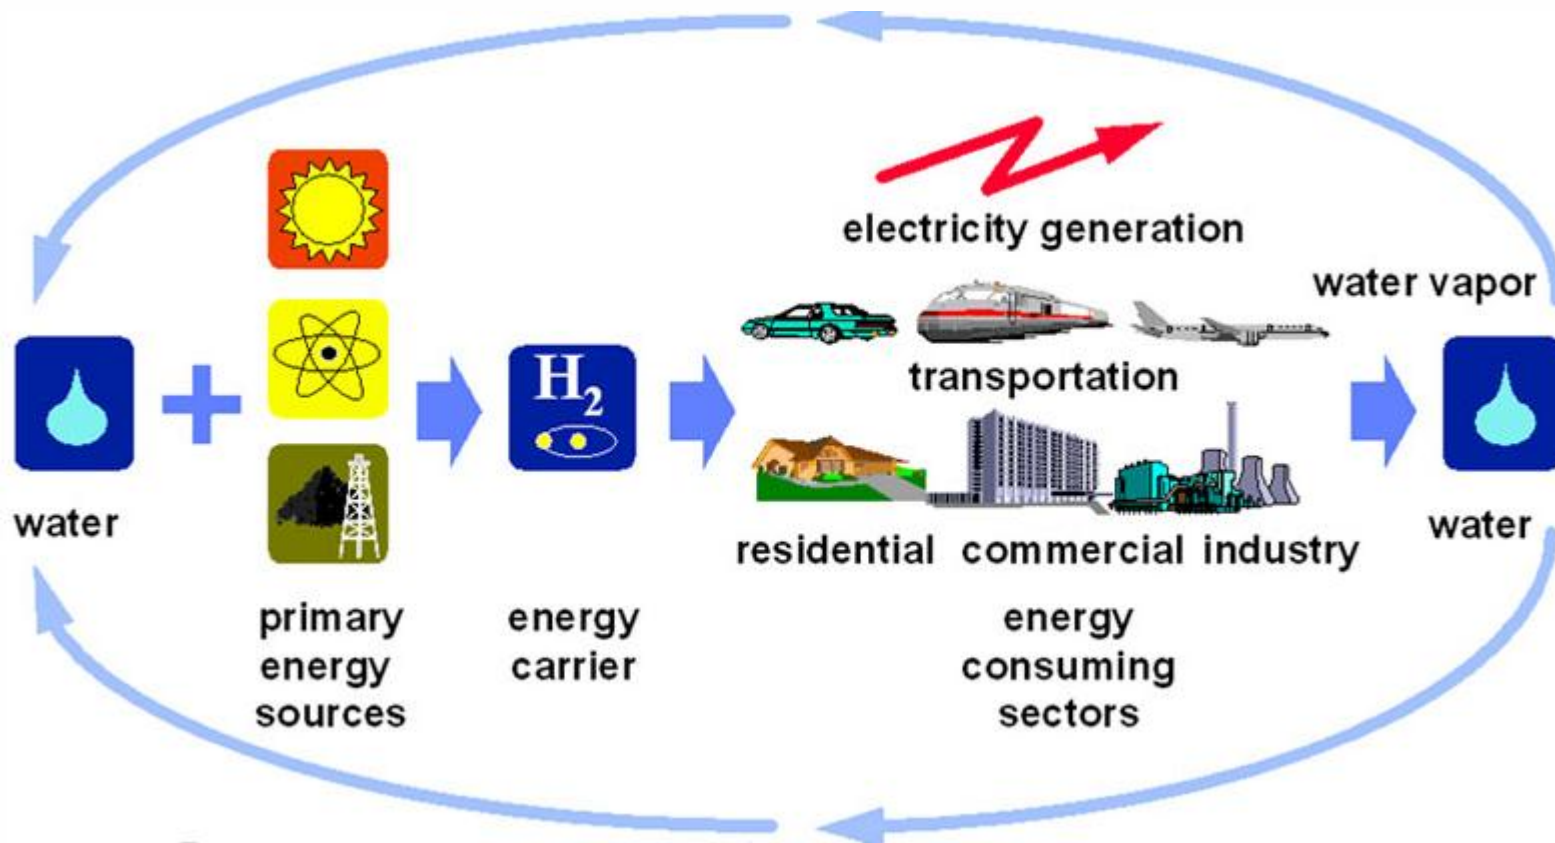 water
primary
energy
sources
H₂
energy
carrier
electricity generation
transportation
residential commercial industry
energy
consuming
sectors
water vapor
water